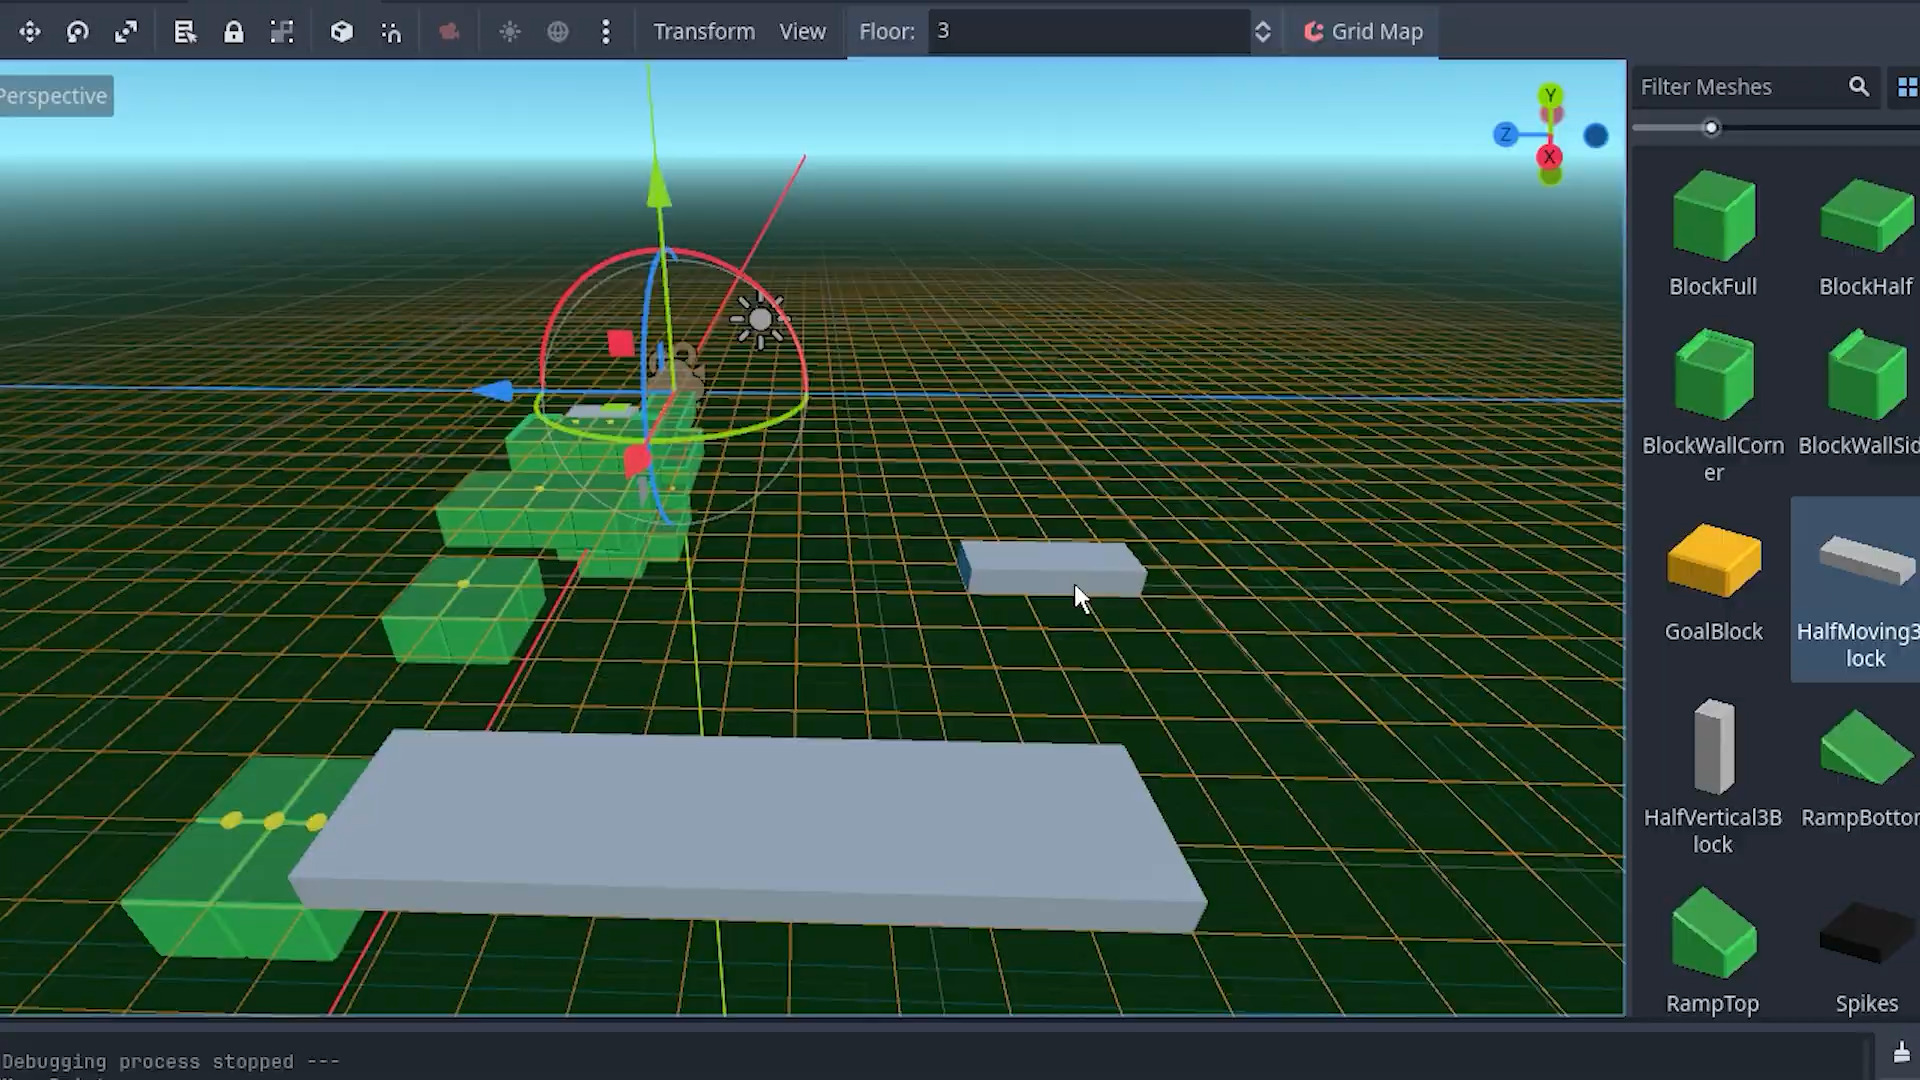 Transform View Floor: 3 Grid Map
Perspective
Filter Meshes
Y
Z
X
BlockFull BlockHalf
BlockWallCorn
er
BlockWallSid
GoalBlock
HalfMoving3
lock
HalfVertical3B
lock
RampBottor
RampTop Spikes
Debugging process stopped ---